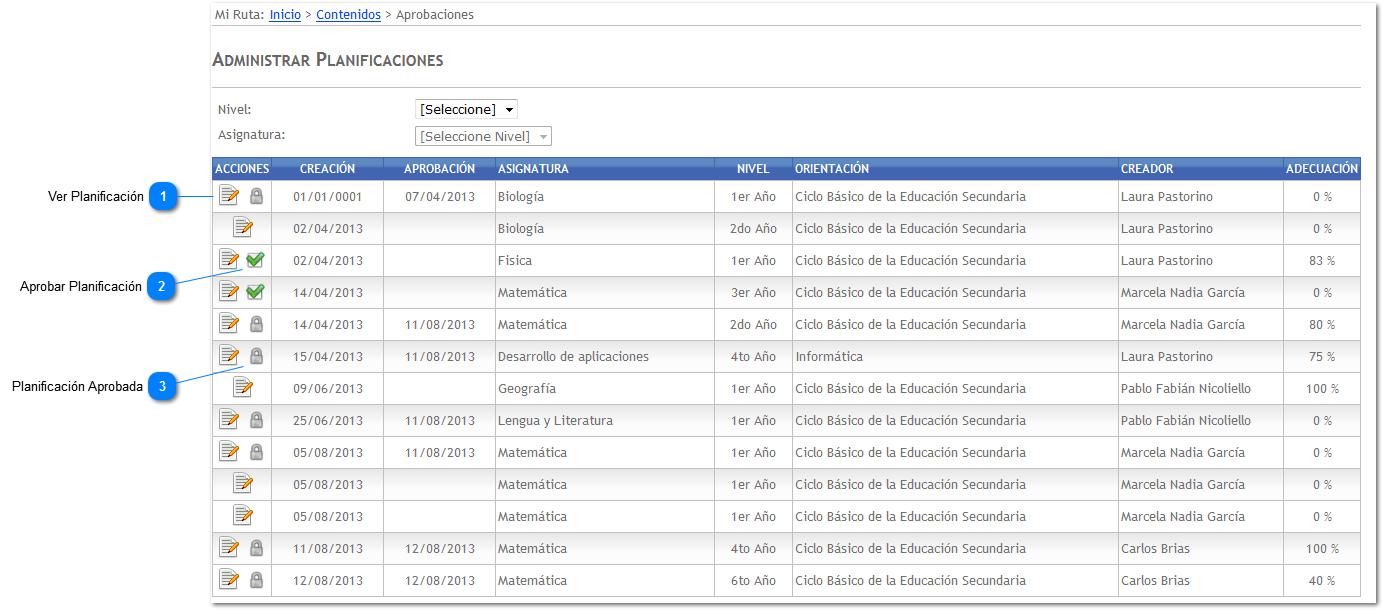 Mi Ruta: Inicio > Contenidos > Aprobaciones
Administrar Planificaciones
Nivel: [Seleccione]
Asignatura: [Seleccione Nivel]
ACCIONES CREACIÓN APROBACIÓN ASIGNATURA NIVEL ORIENTACIÓN CREADOR ADECUACIÓN
Ver Planificación 1 01/01/0001 07/04/2013 Biología 1er Año Ciclo Básico de la Educación Secundaria Laura Pastorino 0 %
02/04/2013 Biología 2do Año Ciclo Básico de la Educación Secundaria Laura Pastorino 0 %
02/04/2013 Fisica 1er Año Ciclo Básico de la Educación Secundaria Laura Pastorino 83 %
Aprobar Planificación 2 14/04/2013 Matemática 3er Año Ciclo Básico de la Educación Secundaria Marcela Nadia García 0 %
14/04/2013 11/08/2013 Matemática 2do Año Ciclo Básico de la Educación Secundaria Marcela Nadia García 80 %
15/04/2013 11/08/2013 Desarrollo de aplicaciones 4to Año Informática Laura Pastorino 75 %
Planificación Aprobada 3 09/06/2013 Geografía 1er Año Ciclo Básico de la Educación Secundaria Pablo Fabián Nicoliello 100 %
25/06/2013 11/08/2013 Lengua y Literatura 1er Año Ciclo Básico de la Educación Secundaria Pablo Fabián Nicoliello 0 %
05/08/2013 11/08/2013 Matemática 1er Año Ciclo Básico de la Educación Secundaria Marcela Nadia García 0 %
05/08/2013 Matemática 1er Año Ciclo Básico de la Educación Secundaria Marcela Nadia García 0 %
05/08/2013 Matemática 1er Año Ciclo Básico de la Educación Secundaria Marcela Nadia García 0 %
11/08/2013 12/08/2013 Matemática 4to Año Ciclo Básico de la Educación Secundaria Carlos Brias 100 %
12/08/2013 12/08/2013 Matemática 6to Año Ciclo Básico de la Educación Secundaria Carlos Brias 40 %